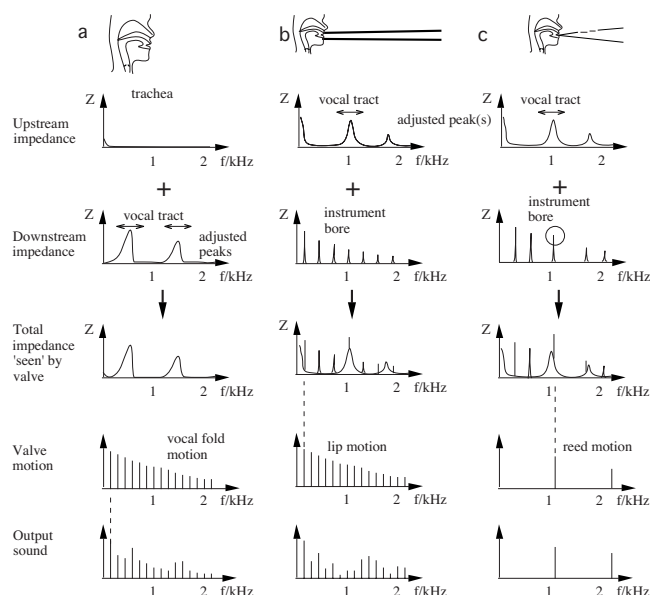 a
b
c
Z
trachea
Z
vocal tract
adjusted peak(s)
Z
vocal tract
Upstream
impedance
1
2
f/kHz
1
2
f/kHz
1
2
f/kHz
+
+
+
Z
vocal tract
adjusted
peaks
Z
instrument
bore
Z
instrument
bore
Downstream
impedance
1
2
f/kHz
1
2
f/kHz
1
2
f/kHz
Total
impedance
'seen' by
valve
Z
Z
Z
1
2
f/kHz
1
2
f/kHz
1
2
f/kHz
Valve
motion
vocal fold
motion
lip motion
reed motion
1
2
f/kHz
1
2
f/kHz
1
2
f/kHz
Output
sound
1
2
f/kHz
1
2
f/kHz
1
2
f/kHz